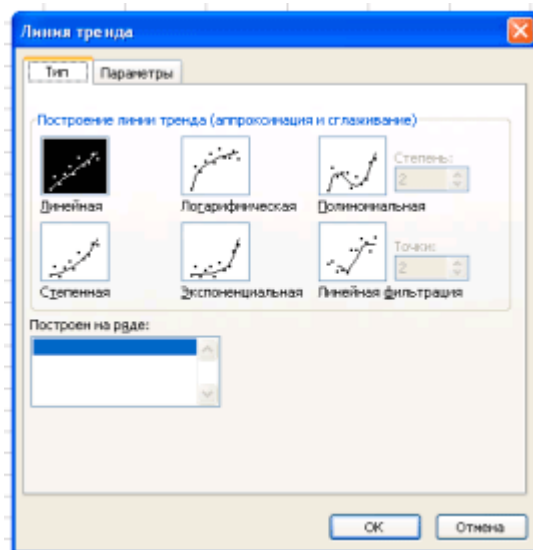 Линия тренда
Тип Параметры
Построение линии тренда (аппроксимация и сглаживание)
Линейная Логарифмическая Полиномиальная
Степень:
2
Степенная Экспоненциальная Линейная фильтрация
Точки:
2
Построен на ряде:
OK Отмена